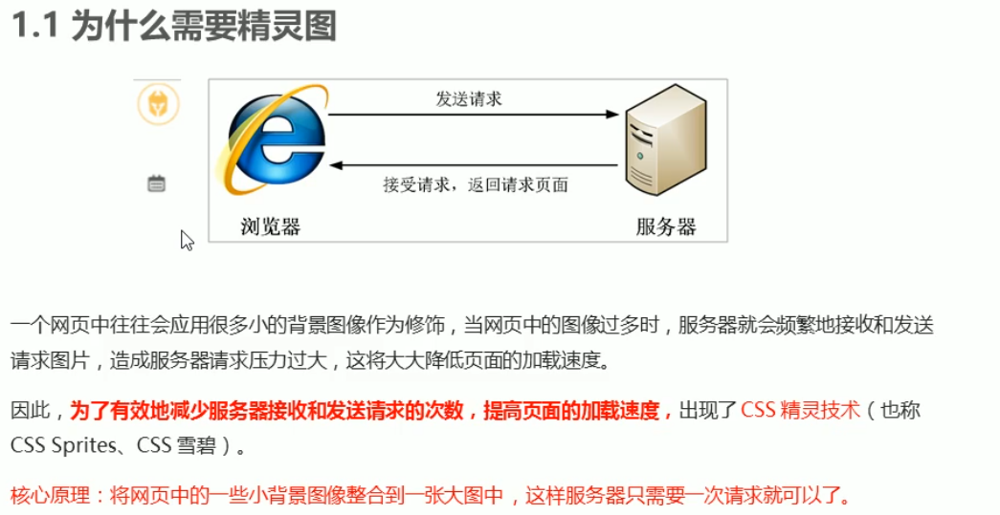 1.1 为什么需要精灵图
发送请求
接受请求，返回请求页面
浏览器
服务器
一个网页中往往会应用很多小的背景图像作为修饰，当网页中的图像过多时，服务器就会频繁地接收和发送
请求图片，造成服务器请求压力过大，这将大大降低页面的加载速度。
因此，为了有效地减少服务器接收和发送请求的次数，提高页面的加载速度，出现了 CSS 精灵技术（也称
CSS Sprites、CSS 雪碧）。
核心原理：将网页中的一些小背景图像整合到一张大图中，这样服务器只需要一次请求就可以了。